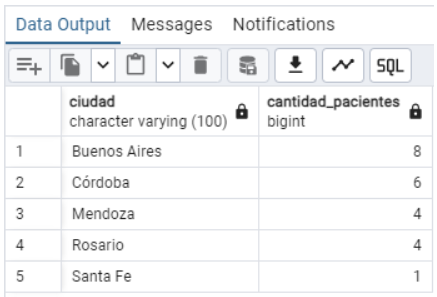 Data Output Messages Notifications
SQL
ciudad cantidad_pacientes
character varying (100) bigint
1 Buenos Aires 8
2 Córdoba 6
3 Mendoza 4
4 Rosario 4
5 Santa Fe 1